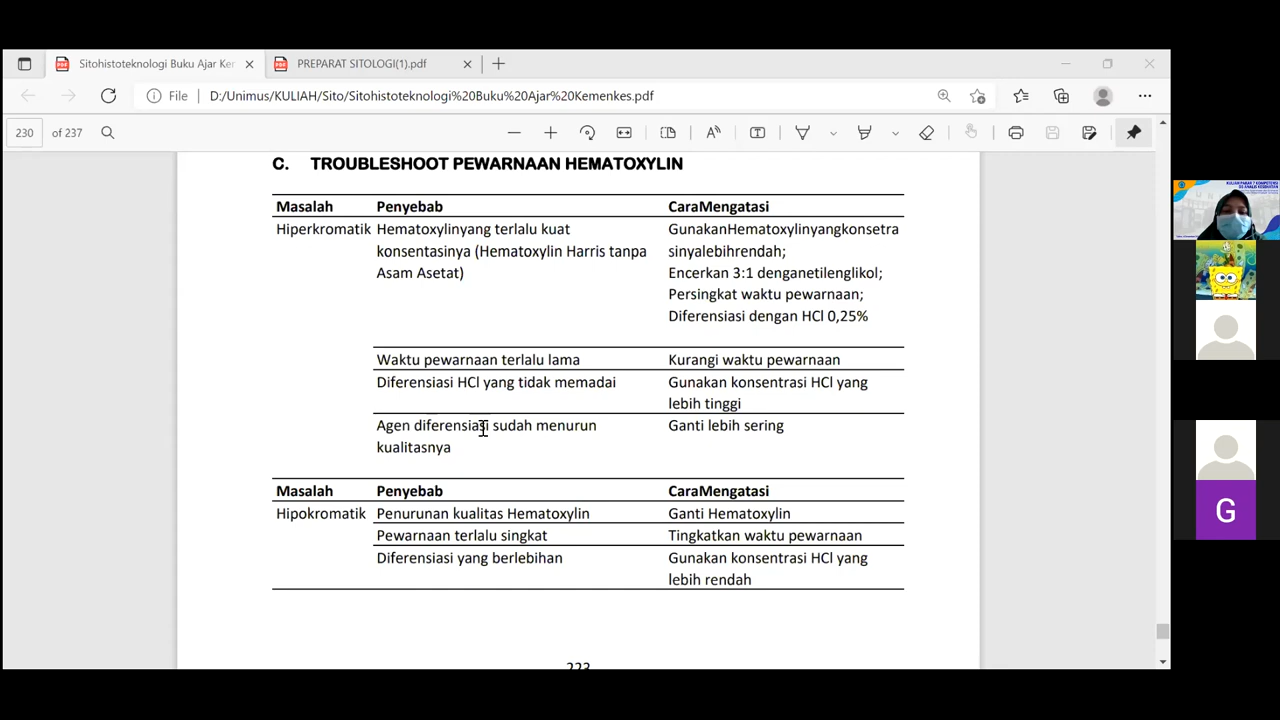 Sitohistoteknologi Buku Ajar Ker
PREPARAT SITOLOGI(1).pdf
File
D:/Unimus/KULIAH/Sito/Sitohistoteknologi%20Buku%20Ajar%20Kemenkes.pdf
230 of 237
C. TROUBLESHOOT PEWARNAAN HEMATOXYLIN
Masalah Penyebab CaraMengatasi
Hiperkromatik Hematoxylinyang terlalu kuat GunakanHematoxylinyangkonsetra
konsentasinya (Hematoxylin Harris tanpa sinyalebihrendah;
Asam Asetat) Encerkan 3:1 denganetilenglikol;
Persingkat waktu pewarnaan;
Diferensiasi dengan HCl 0,25%
Waktu pewarnaan terlalu lama Kurangi waktu pewarnaan
Diferensiasi HCl yang tidak memadai Gunakan konsentrasi HCl yang
lebih tinggi
Agen diferensiasi sudah menurun Ganti lebih sering
kualitasnya
Masalah Penyebab CaraMengatasi
Hipokromatik Penurunan kualitas Hematoxylin Ganti Hematoxylin
Pewarnaan terlalu singkat Tingkatkan waktu pewarnaan
Diferensiasi yang berlebihan Gunakan konsentrasi HCl yang
lebih rendah
223
KULIAH PAKAR 7 KOMPETENSI
G